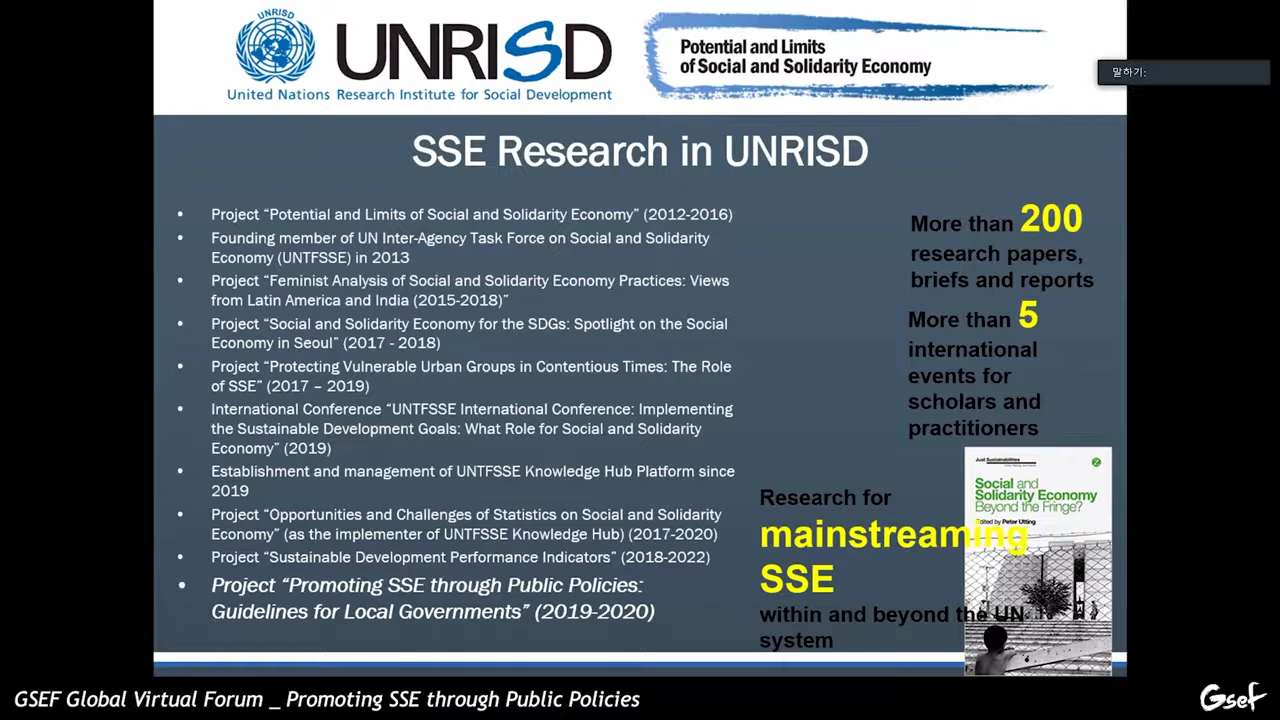 UNRISD
UNRISD
United Nations Research Institute for Social Development
Potential and Limits
of Social and Solidarity Economy
말하기:
SSE Research in UNRISD
• Project “Potential and Limits of Social and Solidarity Economy” (2012-2016)
• Founding member of UN Inter-Agency Task Force on Social and Solidarity
Economy (UNTFSSE) in 2013
• Project “Feminist Analysis of Social and Solidarity Economy Practices: Views
from Latin America and India (2015-2018)”
• Project “Social and Solidarity Economy for the SDGs: Spotlight on the Social
Economy in Seoul” (2017 - 2018)
• Project “Protecting Vulnerable Urban Groups in Contentious Times: The Role
of SSE” (2017 – 2019)
• International Conference “UNTFSSE International Conference: Implementing
the Sustainable Development Goals: What Role for Social and Solidarity
Economy” (2019)
• Establishment and management of UNTFSSE Knowledge Hub Platform since
2019
• Project “Opportunities and Challenges of Statistics on Social and Solidarity
Economy” (as the implementer of UNTFSSE Knowledge Hub) (2017-2020)
• Project “Sustainable Development Performance Indicators” (2018-2022)
• Project “Promoting SSE through Public Policies:
Guidelines for Local Governments” (2019-2020)
More than 200
research papers,
briefs and reports
More than 5
international
events for
scholars and
practitioners
Research for
mainstreaming
SSE
within and beyond the UN
system
Just Sustainabilities
Social and
Solidarity Economy
Beyond the Fringe?
Edited by Peter Utting
GSEF Global Virtual Forum _ Promoting SSE through Public Policies
Gsef